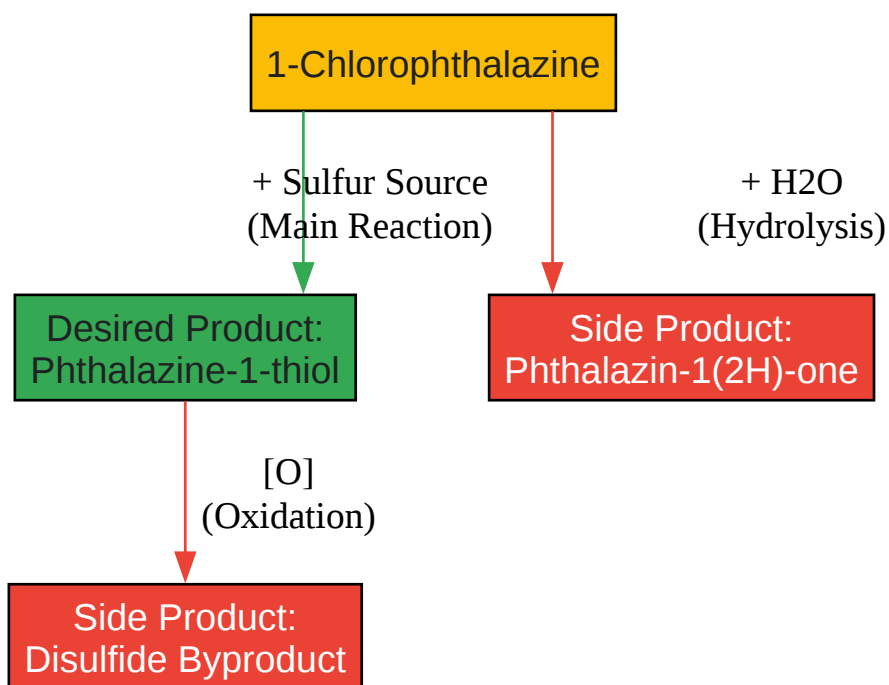 1-Chlorophthalazine
+ Sulfur Source
(Main Reaction)
+ H2O
(Hydrolysis)
Desired Product:
Phthalazine-1-thiol
Side Product:
Phthalazin-1(2H)-one
[O]
(Oxidation)
Side Product:
Disulfide Byproduct